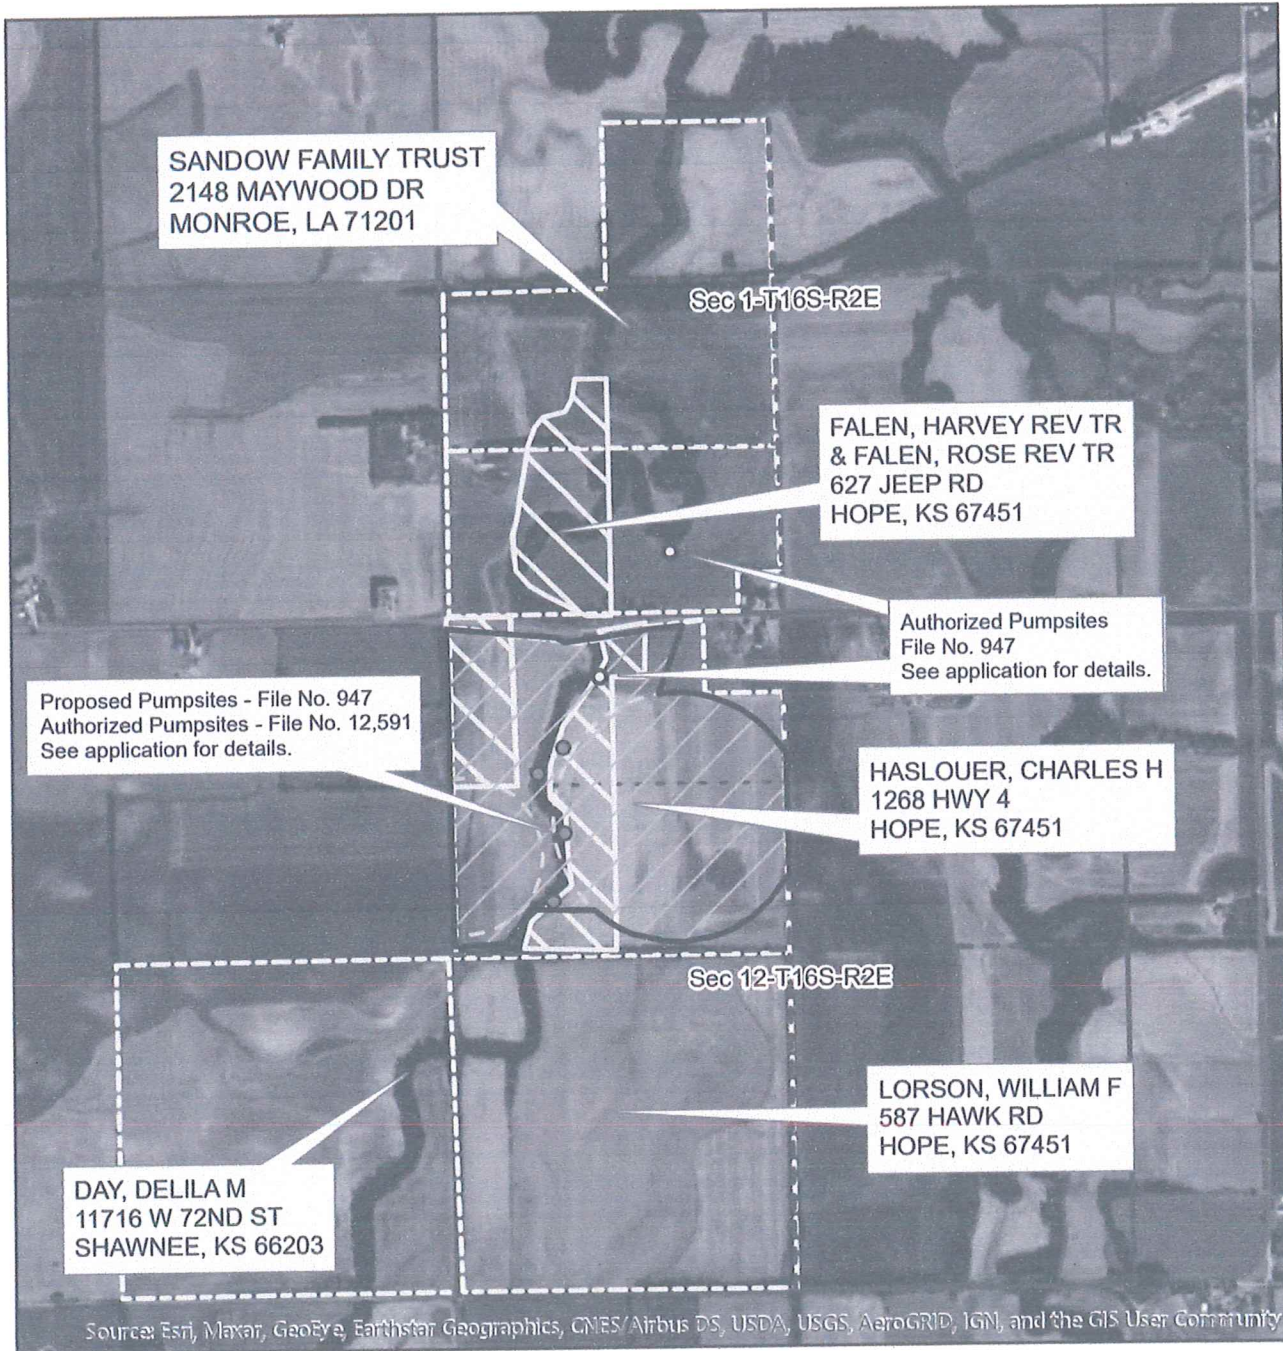 SANDOW FAMILY TRUST
2148 MAYWOOD DR
MONROE, LA 71201
Sec 1-T16S-R2E
FALEN, HARVEY REV TR
& FALEN, ROSE REV TR
627 JEEP RD
HOPE, KS 67451
Authorized Pumpsites
File No. 947
See application for details.
Proposed Pumpsites - File No. 947
Authorized Pumpsites - File No. 12,591
See application for details.
HASLOUER, CHARLES H
1268 HWY 4
HOPE, KS 67451
Sec 12-T16S-R2E
LORSON, WILLIAM F
587 HAWK RD
HOPE, KS 67451
DAY, DELILA M
11716 W 72ND ST
SHAWNEE, KS 66203
Source: Esri, Maxar, GeoEye, Earthstar Geographics, CNES/Airbus DS, USDA, USGS, AeroGRID, IGN, and the GIS User Community